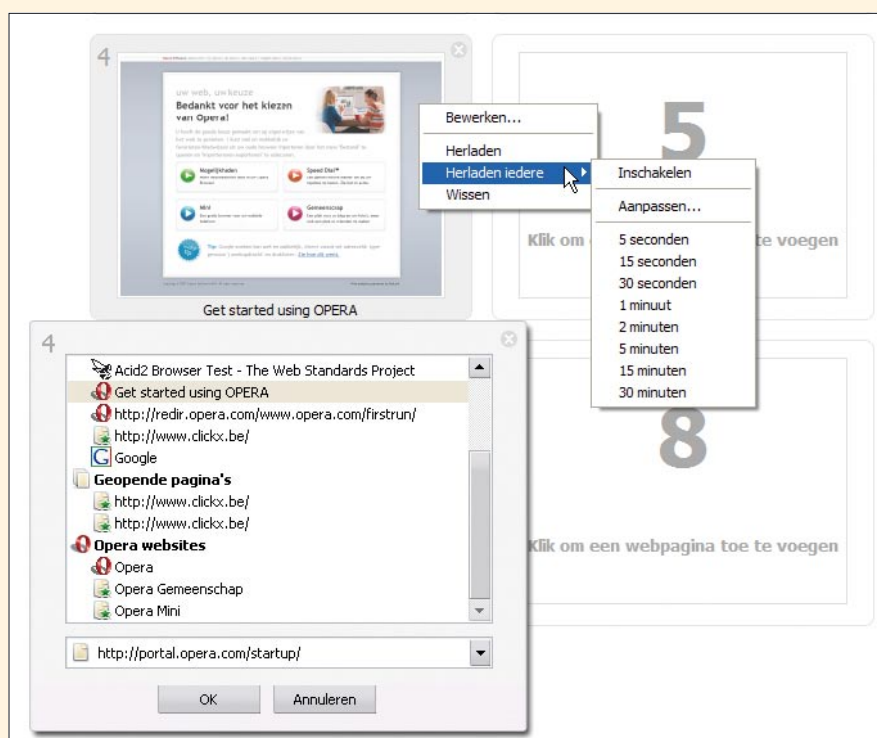 4
uw web, uw keuze
Bedankt voor het kiezen
van Opera!
Mogelijkheden
Speed Dial™
Mini
Gemeenschap
Get started using OPERA
Bewerken...
Herladen
Herladen iedere
Wissen
Inschakelen
Aanpassen...
5 seconden
15 seconden
30 seconden
1 minuut
2 minuten
5 minuten
15 minuten
30 minuten
5
Klik om te voegen
4
Acid2 Browser Test - The Web Standards Project
Get started using OPERA
http://redir.opera.com/www.opera.com/firstrun/
http://www.clickx.be/
Google
Geopende pagina's
http://www.clickx.be/
http://www.clickx.be/
Opera websites
Opera
Opera Gemeenschap
Opera Mini
http://portal.opera.com/startup/
OK
Annuleren
8
Klik om een webpagina toe te voegen